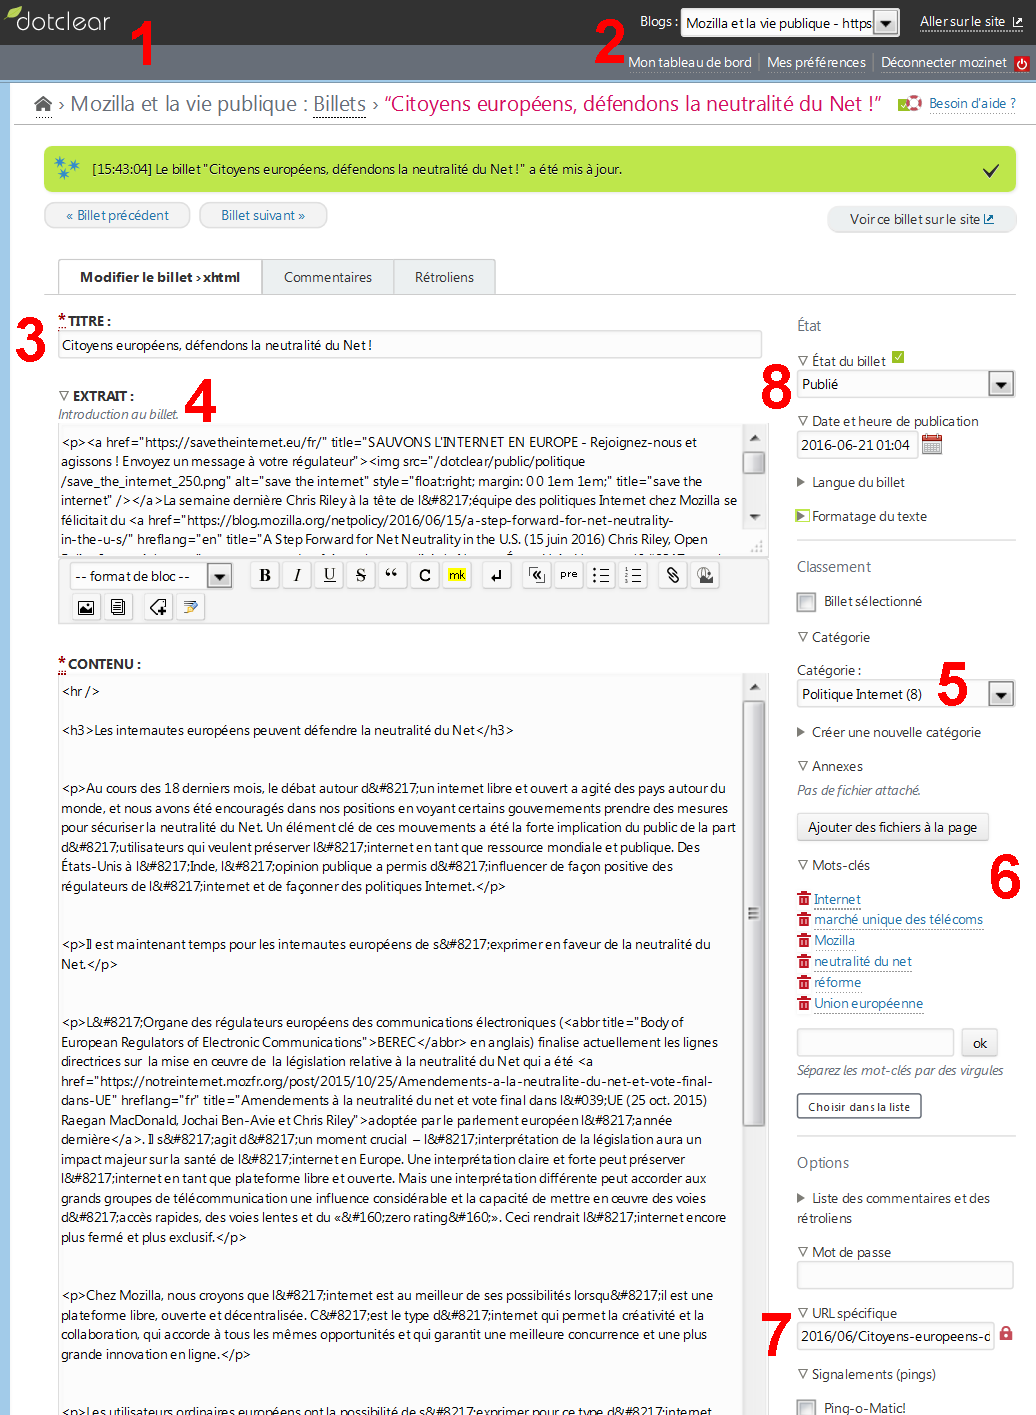 dotclear
1
Blogs : Mozilla et la vie publique - https
Aller sur le site
2
Mon tableau de bord
Mes préférences
Déconnecter mozinet
› Mozilla et la vie publique : Billets › “Citoyens européens, défendons la neutralité du Net !”
Besoin d'aide ?
[15:43:04] Le billet "Citoyens européens, défendons la neutralité du Net !" a été mis à jour.
« Billet précédent
Billet suivant »
Voir ce billet sur le site
Modifier le billet › xhtml
Commentaires
Rétroliens
3
* TITRE :
Citoyens européens, défendons la neutralité du Net !
EXTRAIT :
4
Introduction au billet.
<p><a href="https://savetheinternet.eu/fr/" title="SAUVONS L'INTERNET EN EUROPE - Rejoignez-nous et
agissons ! Envoyez un message à votre régulateur"><img src="/dotclear/public/politique
/save_the_internet_250.png" alt="save the internet" style="float:right; margin: 0 0 1em 1em;" title="save the
internet" /></a>La semaine dernière Chris Riley à la tête de l&#8217;équipe des politiques Internet chez Mozilla se
félicitait du <a href="https://blog.mozilla.org/netpolicy/2016/06/15/a-step-forward-for-net-neutrality-
in-the-u-s/" hreflang="en" title="A Step Forward for Net Neutrality in the U.S. (15 juin 2016) Chris Riley, Open
-- format de bloc --
B
I
U
S
“
C
mk
pre
* CONTENU :
<hr />
<h3>Les internautes européens peuvent défendre la neutralité du Net</h3>
<p>Au cours des 18 derniers mois, le débat autour d&#8217;un internet libre et ouvert a agité des pays autour du
monde, et nous avons été encouragés dans nos positions en voyant certains gouvernements prendre des mesures
pour sécuriser la neutralité du Net. Un élément clé de ces mouvements a été la forte implication du public de la part
d&#8217;utilisateurs qui veulent préserver l&#8217;internet en tant que ressource mondiale et publique. Des
États-Unis à l&#8217;Inde, l&#8217;opinion publique a permis d&#8217;influencer de façon positive des
régulateurs de l&#8217;internet et de façonner des politiques Internet.</p>
<p>Il est maintenant temps pour les internautes européens de s&#8217;exprimer en faveur de la neutralité du
Net.</p>
<p>L&#8217;Organe des régulateurs européens des communications électroniques (<abbr title="Body of
European Regulators of Electronic Communications">BEREC</abbr> en anglais) finalise actuellement les lignes
directrices sur la mise en œuvre de la législation relative à la neutralité du Net qui a été <a
href="https://notreinternet.mozfr.org/post/2015/10/25/Amendements-a-la-neutralite-du-net-et-vote-final-
dans-UE" hreflang="fr" title="Amendements à la neutralité du net et vote final dans l&#039;UE (25 oct. 2015)
Raegan MacDonald, Jochai Ben-Avie et Chris Riley">adoptée par le parlement européen l&#8217;année
dernière</a>. Il s&#8217;agit d&#8217;un moment crucial – l&#8217;interprétation de la législation aura un
impact majeur sur la santé de l&#8217;internet en Europe. Une interprétation claire et forte peut préserver
l&#8217;internet en tant que plateforme libre et ouverte. Mais une interprétation différente peut accorder aux
grands groupes de télécommunication une influence considérable et la capacité de mettre en œuvre des voies
d&#8217;accès rapides, des voies lentes et du «&#160;zero rating&#160;». Ceci rendrait l&#8217;internet encore
plus fermé et plus exclusif.</p>
<p>Chez Mozilla, nous croyons que l&#8217;internet est au meilleur de ses possibilités lorsqu&#8217;il est une
plateforme libre, ouverte et décentralisée. C&#8217;est le type d&#8217;internet qui permet la créativité et la
collaboration, qui accorde à tous les mêmes opportunités et qui garantit une meilleure concurrence et une plus
grande innovation en ligne.</p>
<p>Les utilisateurs ordinaires européens ont la possibilité de s&#8217;exprimer pour ce type d&#8217;internet
État
État du billet
8
Publié
Date et heure de publication
2016-06-21 01:04
Langue du billet
Formatage du texte
Classement
Billet sélectionné
Catégorie
Catégorie :
5
Politique Internet (8)
Créer une nouvelle catégorie
Annexes
Pas de fichier attaché.
Ajouter des fichiers à la page
Mots-clés
6
Internet
marché unique des télécoms
Mozilla
neutralité du net
réforme
Union européenne
ok
Séparez les mot-clés par des virgules
Choisir dans la liste
Options
Liste des commentaires et des
rétroliens
Mot de passe
URL spécifique
7
2016/06/Citoyens-europeens-d
Signalements (pings)
Ping-o-Matic!